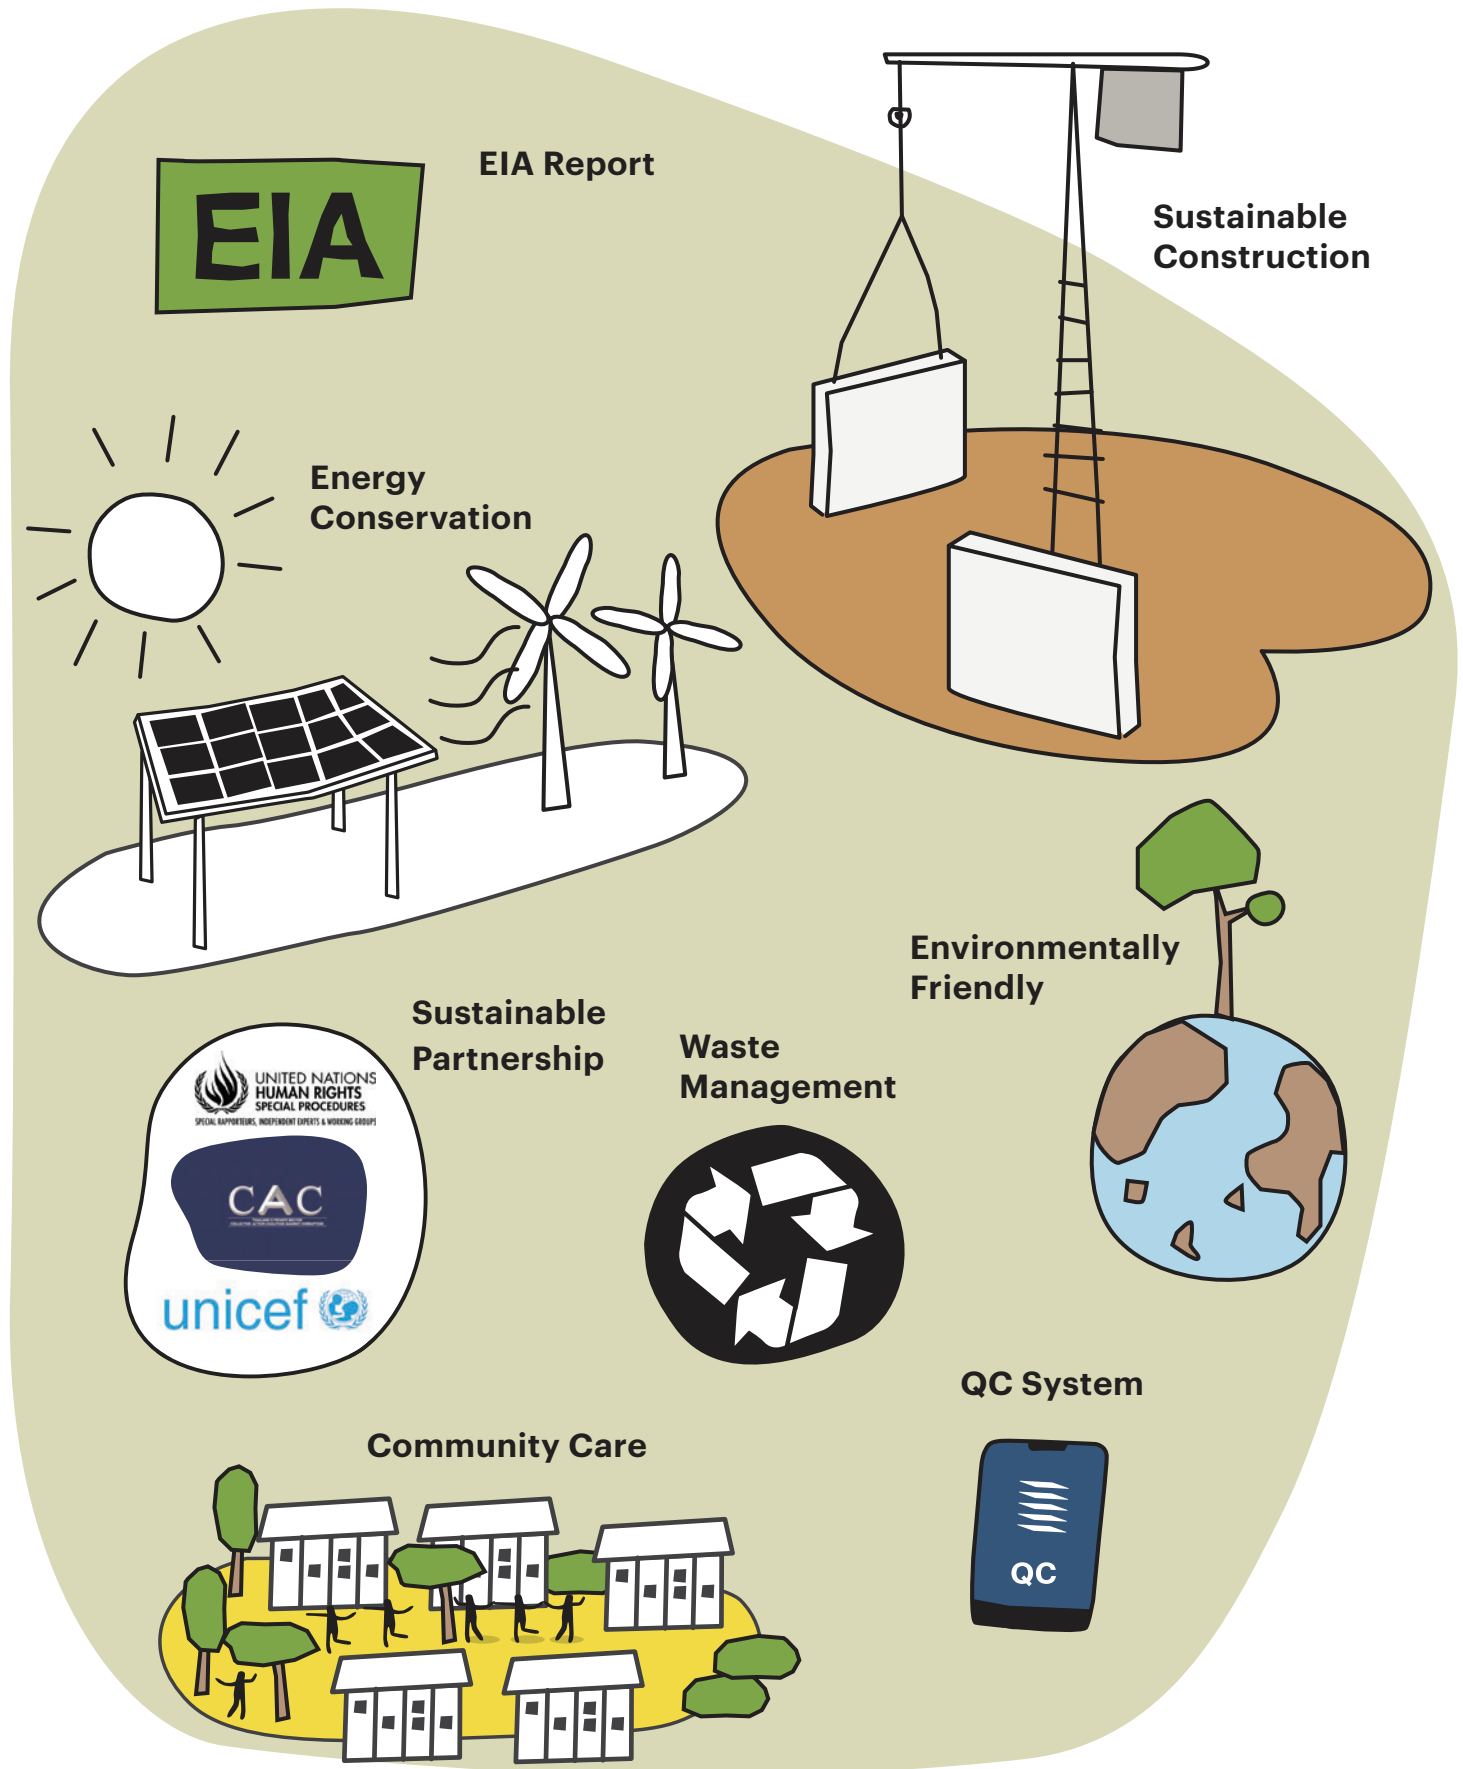 EIA
EIA Report
Sustainable
Construction
Energy
Conservation
Environmentally
Friendly
Sustainable
Partnership
Waste
Management
UNITED NATIONS
HUMAN RIGHTS
SPECIAL PROCEDURES
SPECIAL RAPPORTEURS, INDEPENDENT EXPERTS & WORKING GROUPS
CAC
unicef
QC System
QC
Community Care